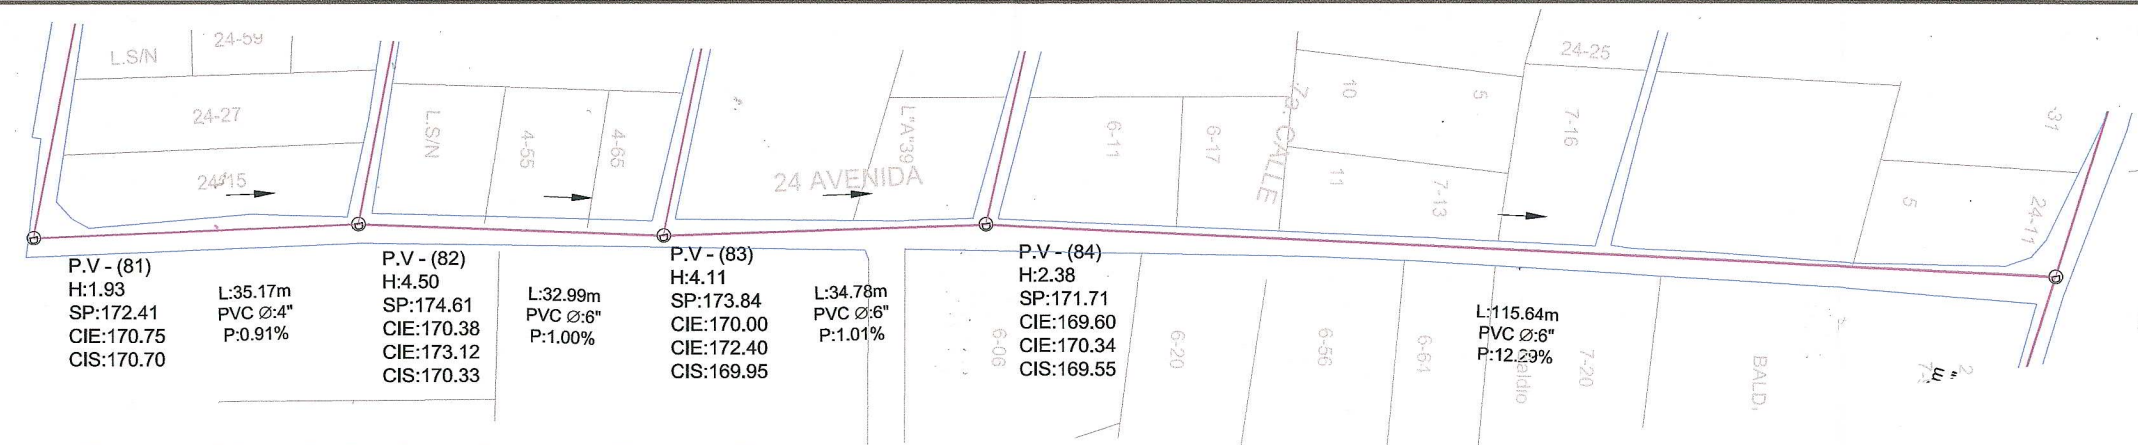 L.S/N
24-59
24-27
24-15
L.S/N
4-55
4-65
L"A"39
24 AVENIDA
6-11
6-17
7a. CALLE
10
5
11
7-13
7-16
24-25
31
5
24-11
P.V - (81)
H:1.93
SP:172.41
CIE:170.75
CIS:170.70
L:35.17m
PVC Ø:4"
P:0.91%
P.V - (82)
H:4.50
SP:174.61
CIE:170.38
CIE:173.12
CIS:170.33
L:32.99m
PVC Ø:6"
P:1.00%
P.V - (83)
H:4.11
SP:173.84
CIE:170.00
CIE:172.40
CIS:169.95
L:34.78m
PVC Ø:6"
P:1.01%
P.V - (84)
H:2.38
SP:171.71
CIE:169.60
CIE:170.34
CIS:169.55
L:115.64m
PVC Ø:6"
P:12.29%
6-06
6-20
6-56
6-61
7-20
BALD.
2